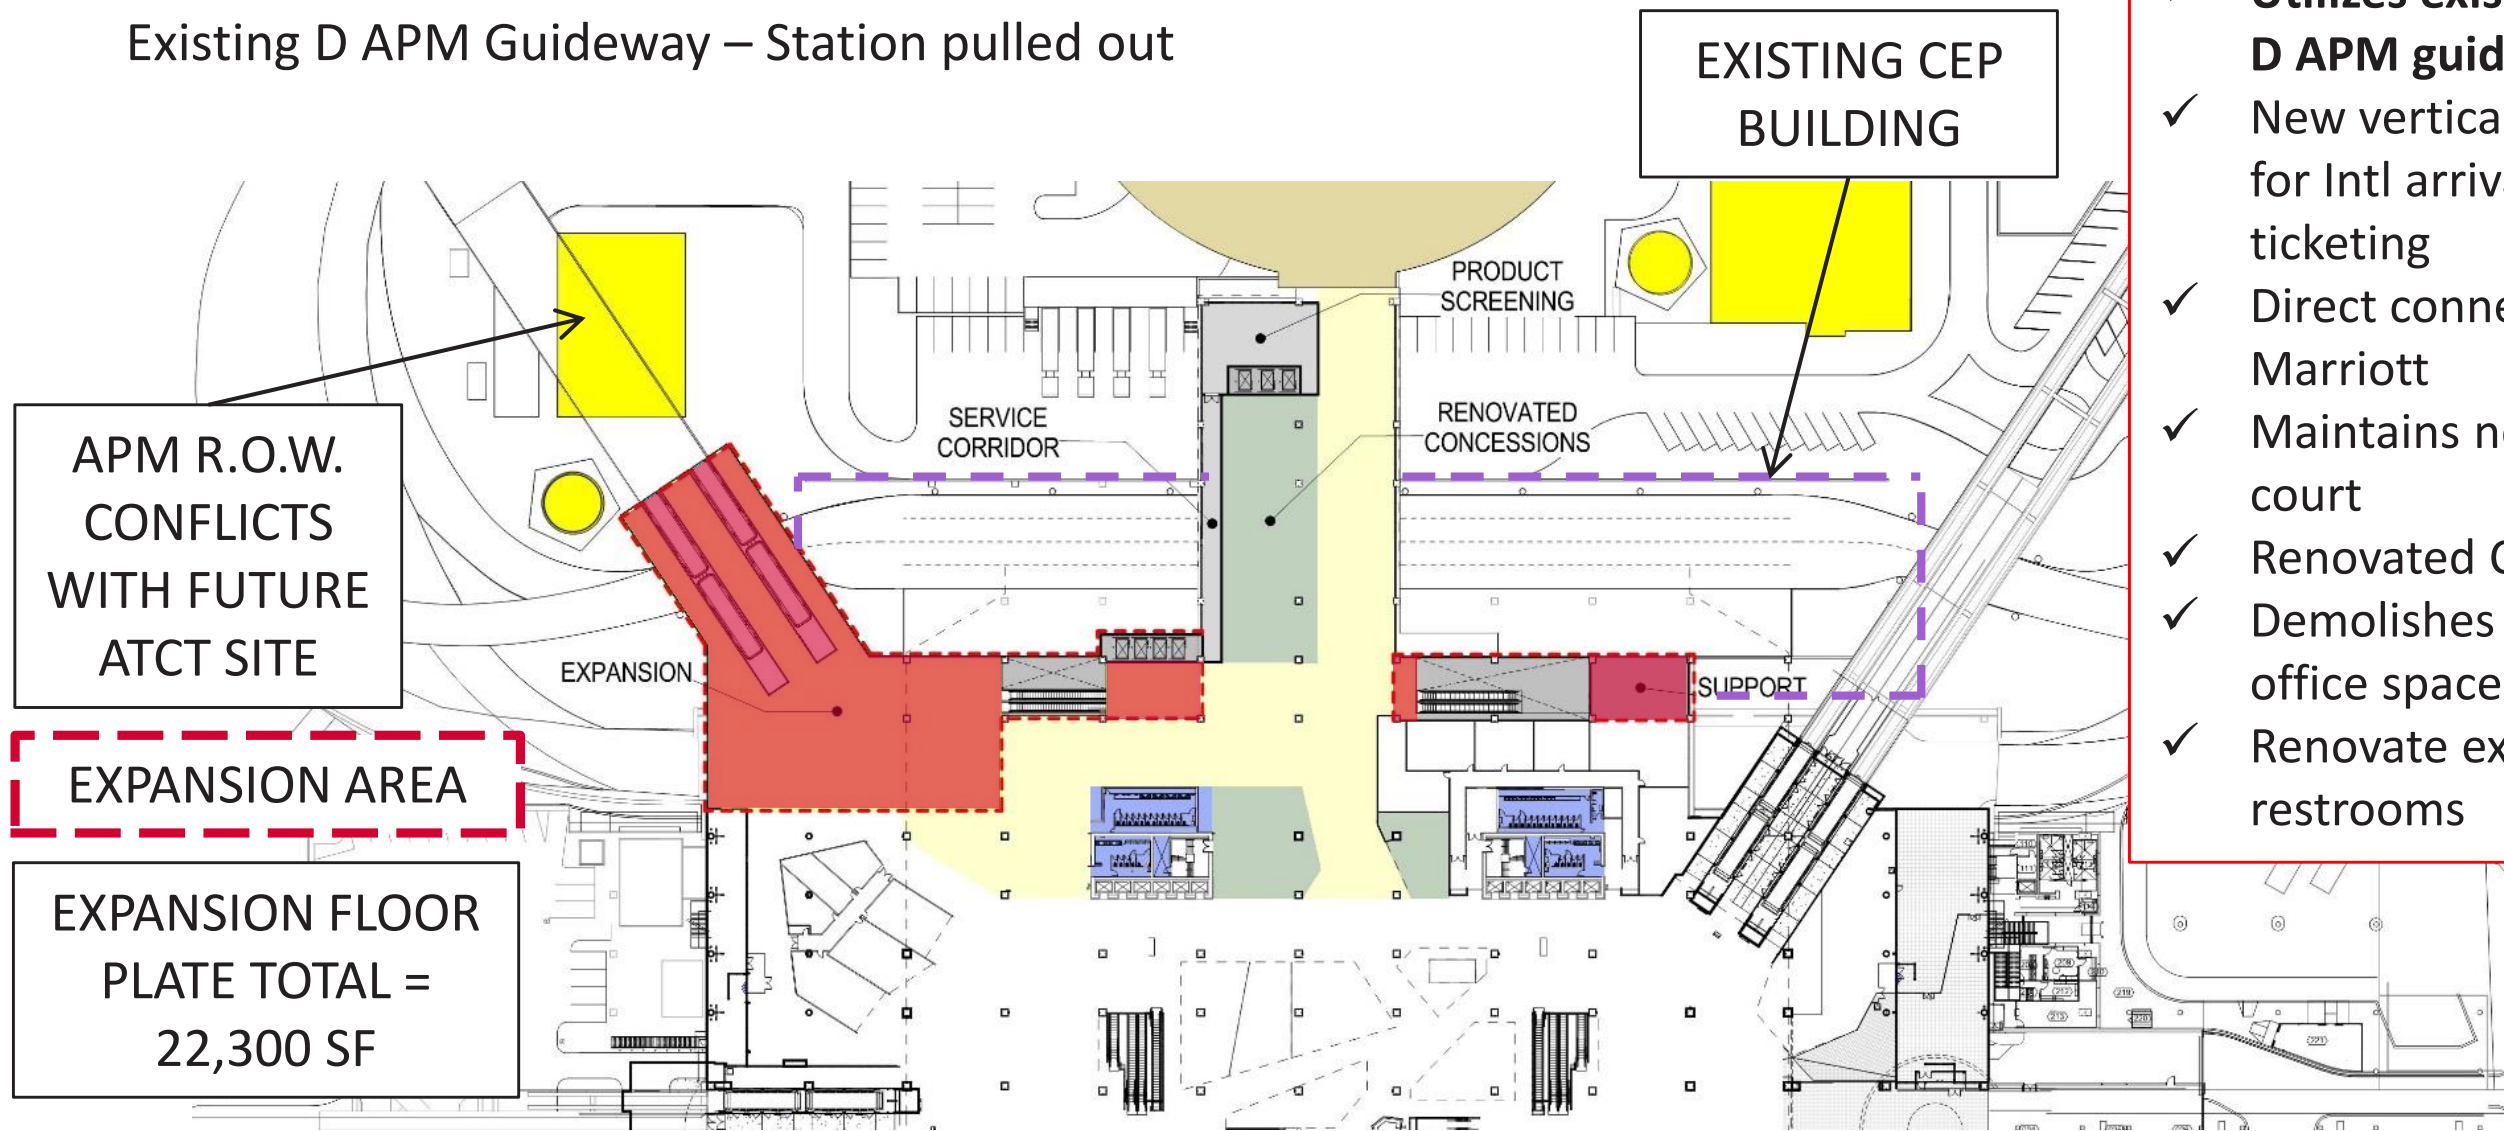 Existing D APM Guideway – Station pulled out
EXISTING CEP
BUILDING
D APM guid
✓ New vertica
for Intl arriv
ticketing
✓ Direct conne
Marriott
✓ Maintains n
court
✓ Renovated
✓ Demolishes
office space
✓ Renovate ex
restrooms
PRODUCT
SCREENING
SERVICE
CORRIDOR
RENOVATED
CONCESSIONS
APM R.O.W.
CONFLICTS
WITH FUTURE
ATCT SITE
EXPANSION
SUPPORT
EXPANSION AREA
EXPANSION FLOOR
PLATE TOTAL =
22,300 SF